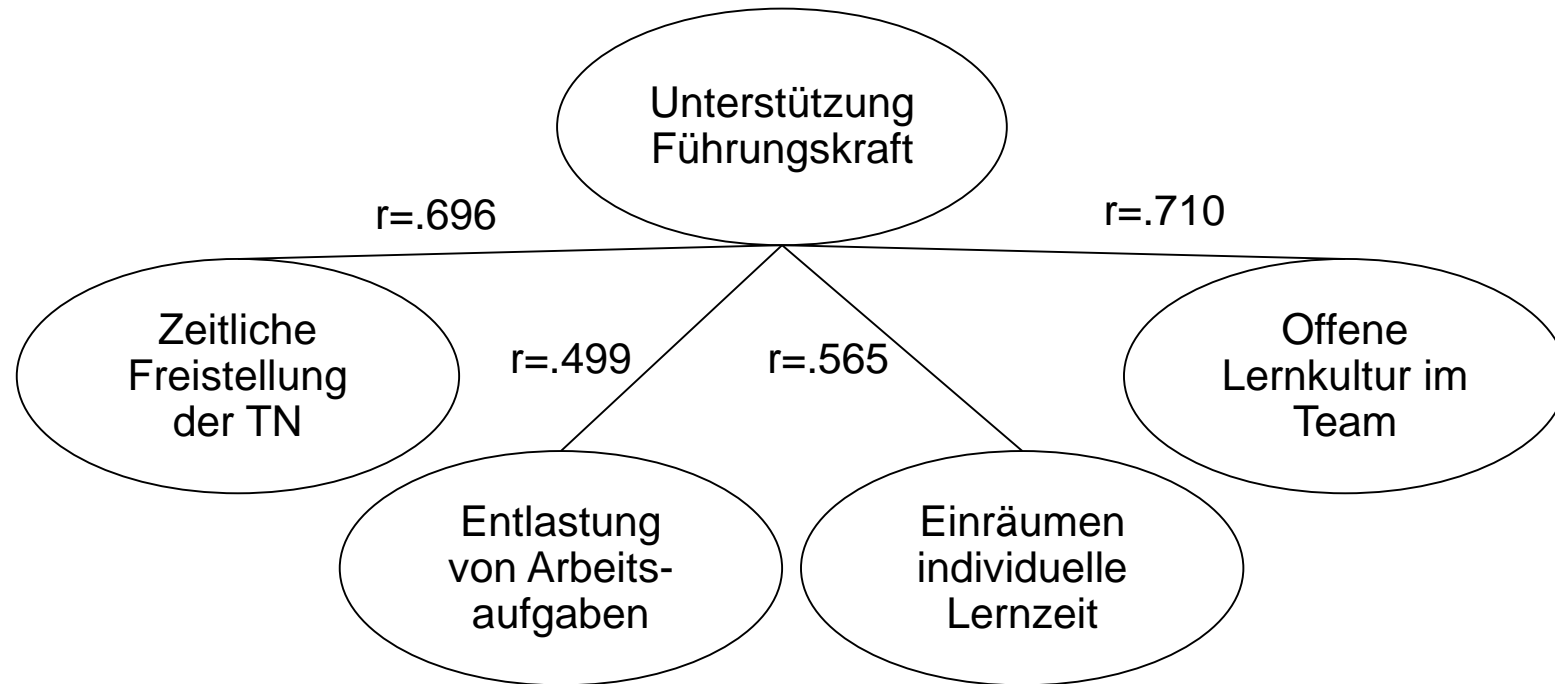 Unterstützung
Führungskraft
r=.696
r=.710
Zeitliche
Freistellung
der TN
r=.499
r=.565
Offene
Lernkultur im
Team
Entlastung
von Arbeits-
aufgaben
Einräumen
individuelle
Lernzeit